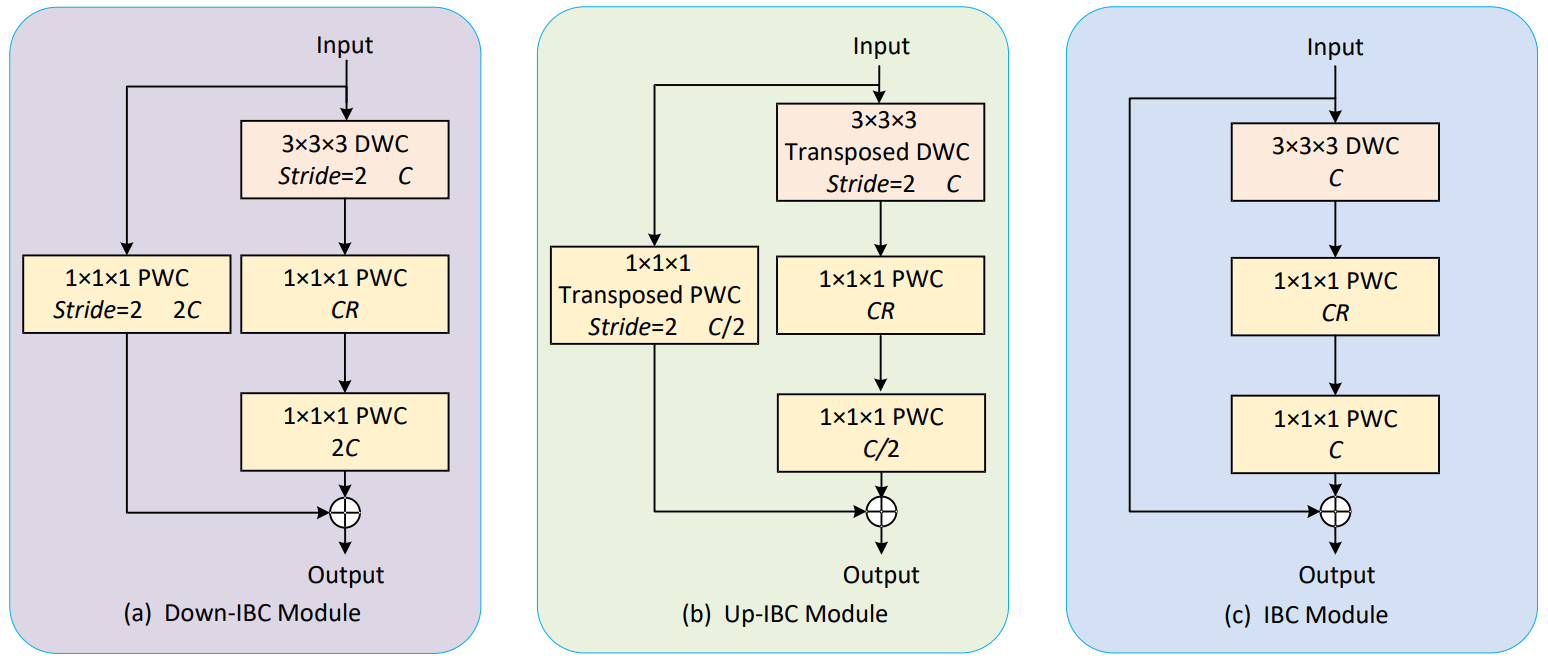 Input
3×3×3 DWC
Stride=2 C
1×1×1 PWC
Stride=2 2C
1×1×1 PWC
CR
1×1×1 PWC
2C
Output
(a) Down-IBC Module
Input
3×3×3
Transposed DWC
Stride=2 C
1×1×1
Transposed PWC
Stride=2 C/2
1×1×1 PWC
CR
1×1×1 PWC
C/2
Output
(b) Up-IBC Module
Input
3×3×3 DWC
C
1×1×1 PWC
CR
1×1×1 PWC
C
Output
(c) IBC Module